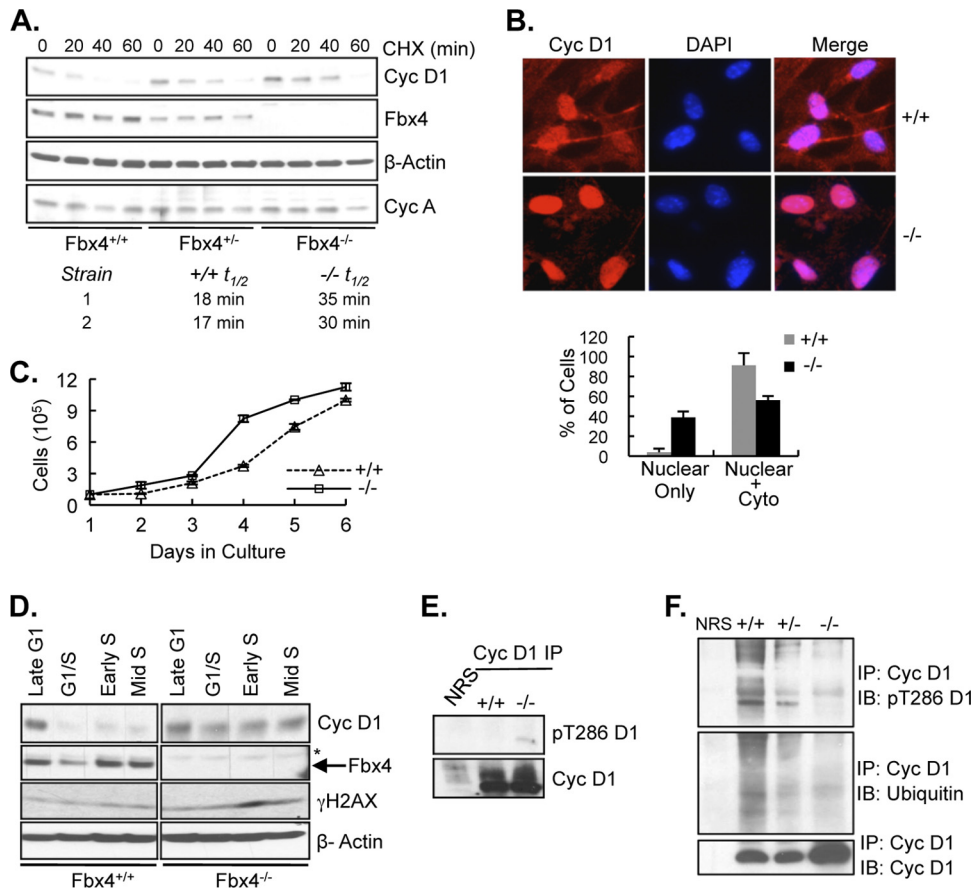 A.
0 20 40 60 0 20 40 60 0 20 40 60 CHX (min)
Cyc D1
Fbx4
β-Actin
Cyc A
Fbx4+/+ Fbx4+/- Fbx4-/-
Strain +/+ t1/2 -/- t1/2
1 18 min 35 min
2 17 min 30 min
B.
Cyc D1 DAPI Merge
+/+
-/-
+/+
-/-
% of Cells
120
100
80
60
40
20
0
Nuclear Only
Nuclear + Cyto
C.
Cells (10^5)
12
9
6
3
0
+/+
-/-
1 2 3 4 5 6
Days in Culture
D.
Late G1 G1/S Early S Mid S Late G1 G1/S Early S Mid S
Cyc D1
*
Fbx4
γH2AX
β- Actin
Fbx4+/+ Fbx4-/-
E.
Cyc D1 IP
NRS +/+ -/-
pT286 D1
Cyc D1
F.
NRS +/+ +/- -/-
IP: Cyc D1
IB: pT286 D1
IP: Cyc D1
IB: Ubiquitin
IP: Cyc D1
IB: Cyc D1